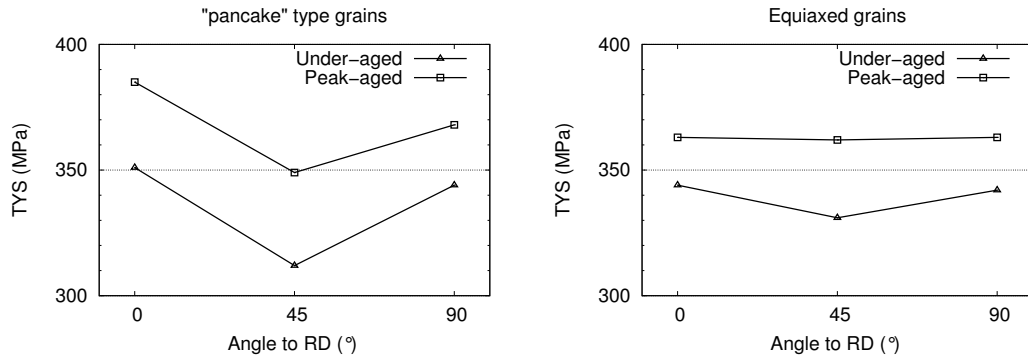 "pancake" type grains
400
350
300
TYS (MPa)
Under-aged
Peak-aged
0 45 90
Angle to RD (°)
Equiaxed grains
400
350
300
TYS (MPa)
Under-aged
Peak-aged
0 45 90
Angle to RD (°)